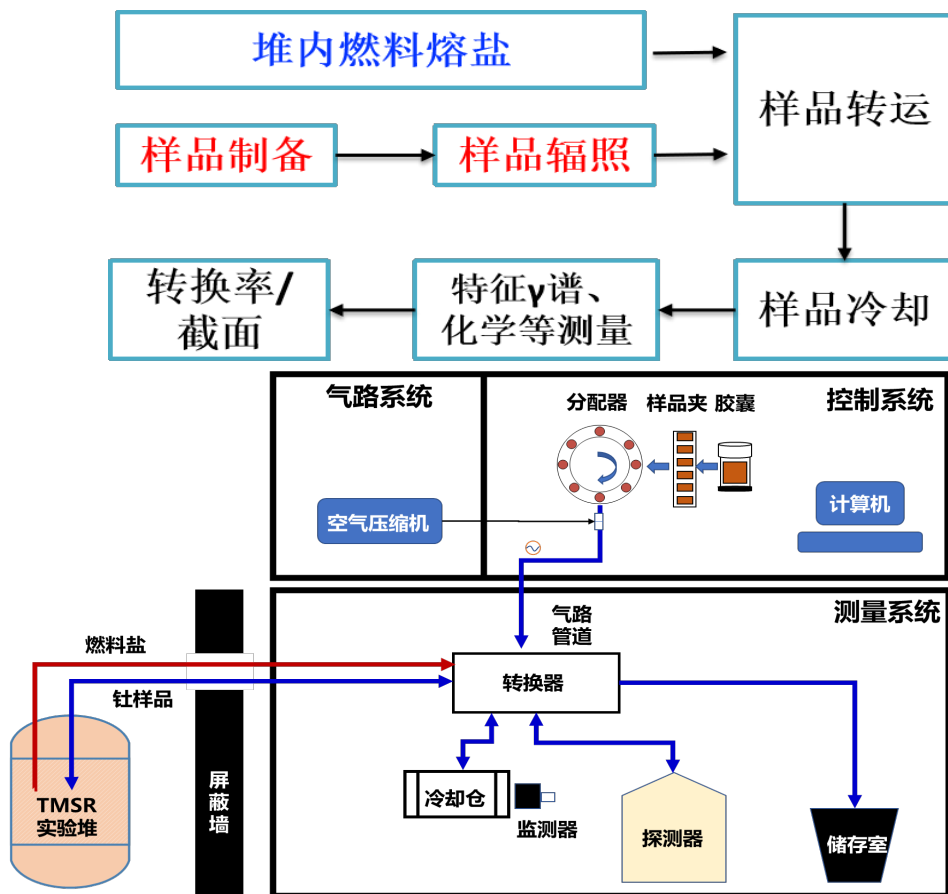 堆内燃料熔盐
样品转运
样品制备
样品辐照
转换率/
截面
特征γ谱、
化学等测量
样品冷却
气路系统
分配器
样品夹
胶囊
控制系统
空气压缩机
计算机
测量系统
气路
管道
燃料盐
钍样品
转换器
屏
蔽
墙
TMSR
实验堆
冷却仓
监测器
探测器
储存室